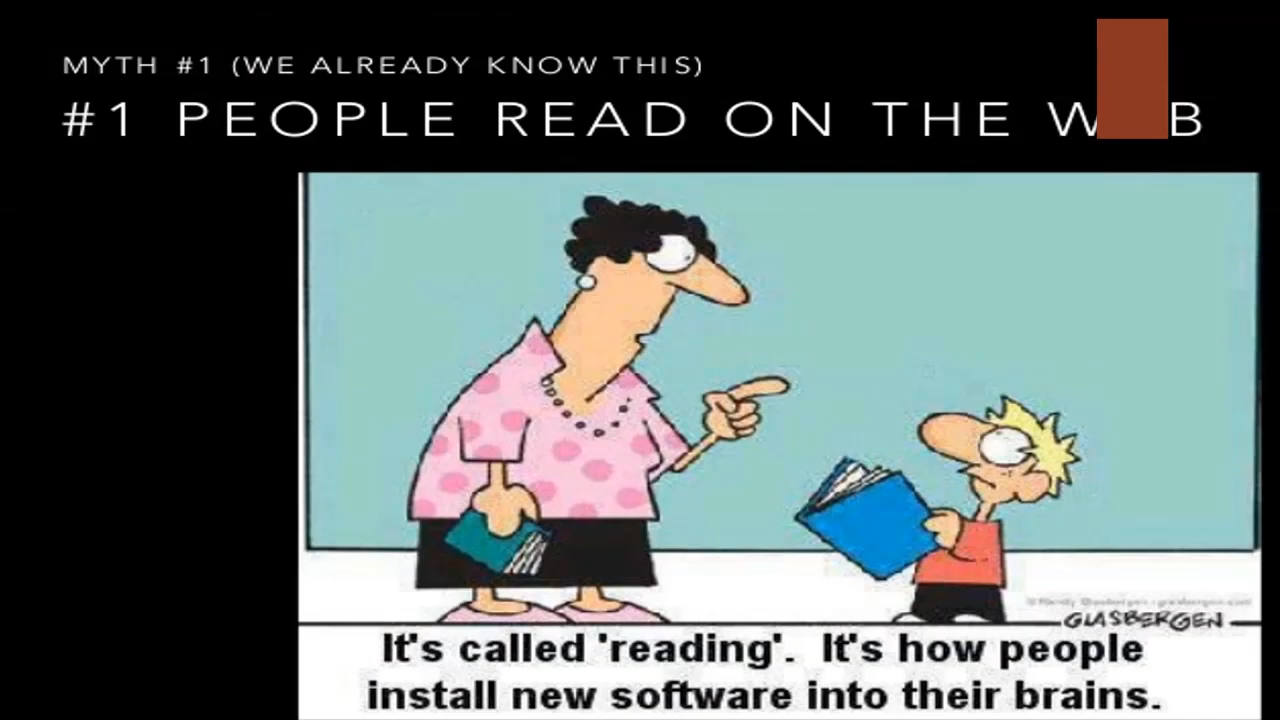 MYTH #1 (WE ALREADY KNOW THIS)
#1 PEOPLE READ ON THE W B
GLASBERGEN
It's called 'reading'. It's how people
install new software into their brains.